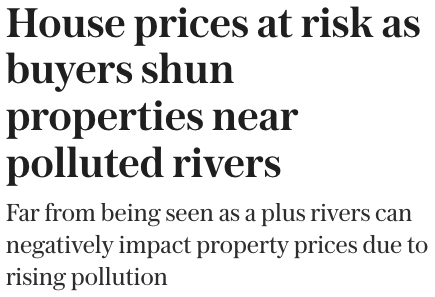 House prices at risk as
buyers shun
properties near
polluted rivers
Far from being seen as a plus rivers can
negatively impact property prices due to
rising pollution